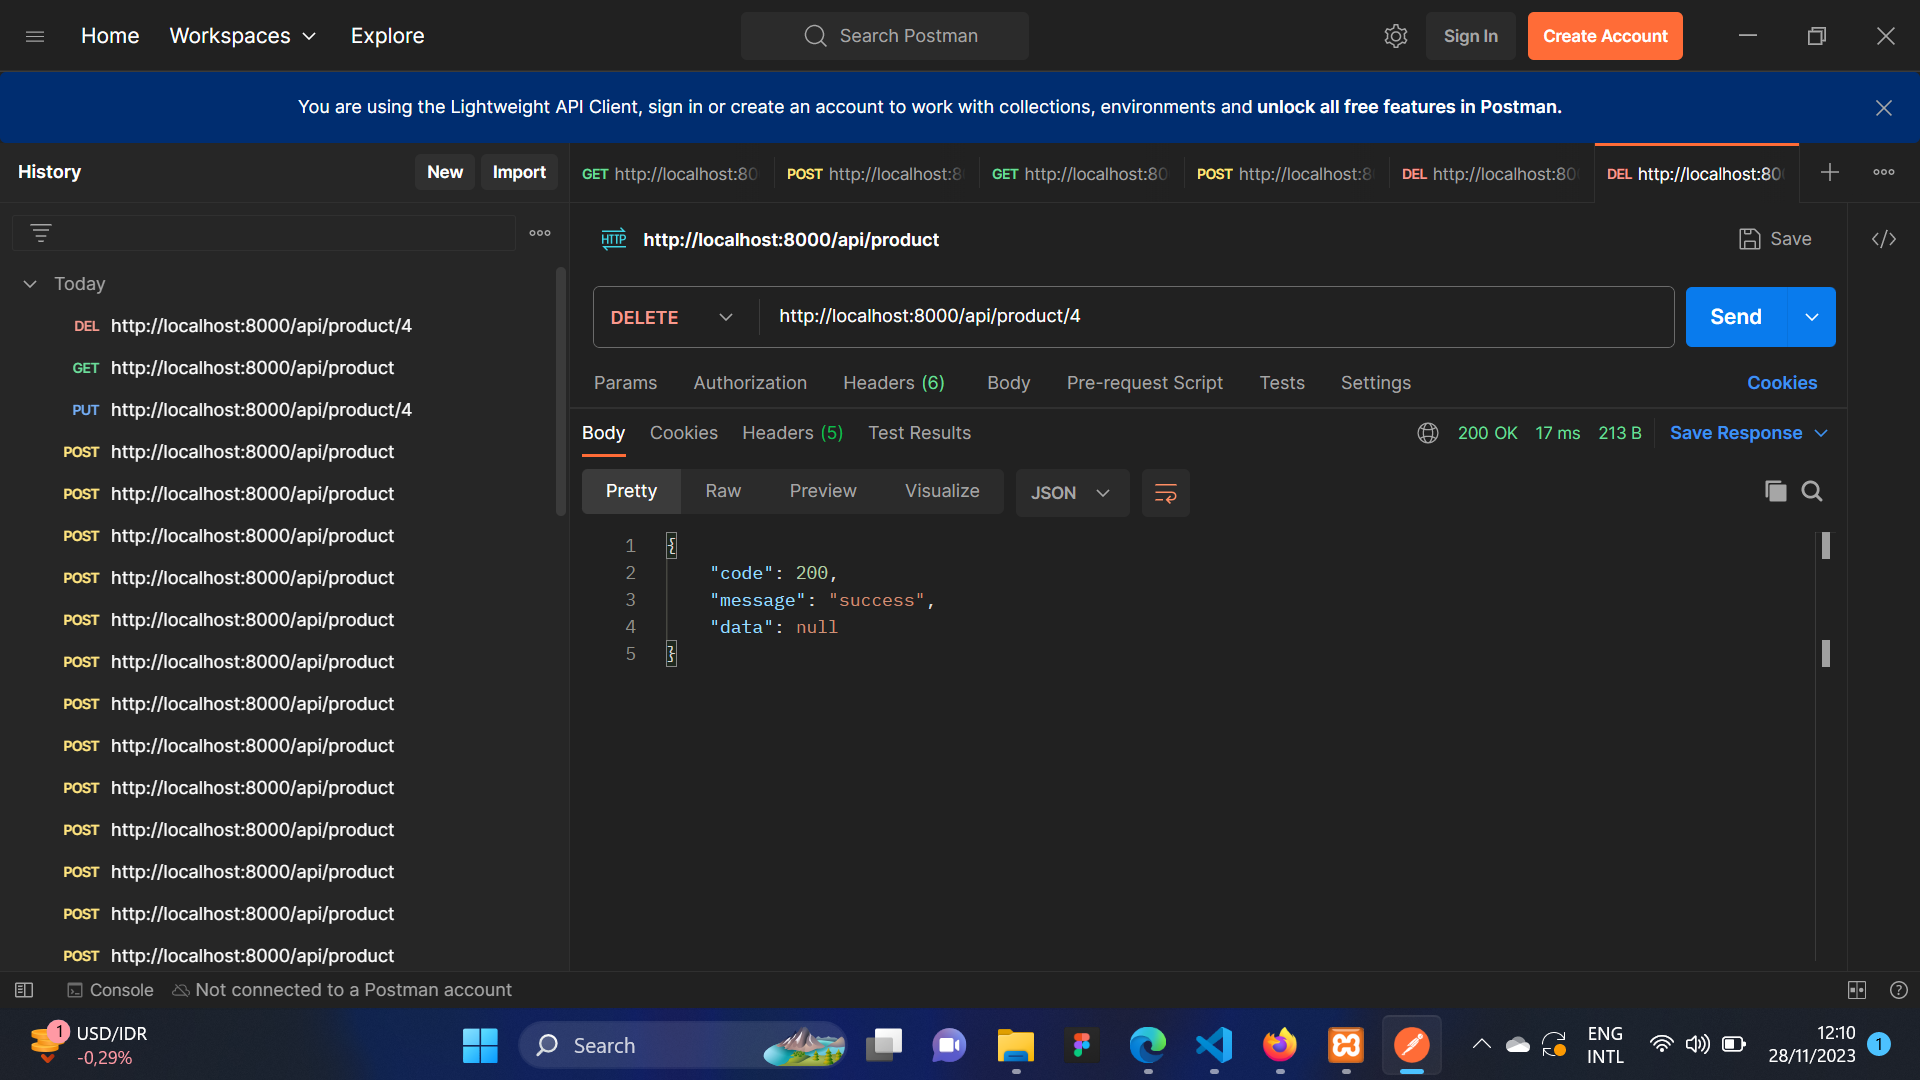 Home
Workspaces
Explore
Search Postman
Sign In
Create Account
You are using the Lightweight API Client, sign in or create an account to work with collections, environments and unlock all free features in Postman.
History
New
Import
GET http://localhost:80
POST http://localhost:8
GET http://localhost:80
POST http://localhost:8
DEL http://localhost:80
DEL http://localhost:80
HTTP http://localhost:8000/api/product
Save
Today
DEL http://localhost:8000/api/product/4
GET http://localhost:8000/api/product
PUT http://localhost:8000/api/product/4
POST http://localhost:8000/api/product
POST http://localhost:8000/api/product
POST http://localhost:8000/api/product
POST http://localhost:8000/api/product
POST http://localhost:8000/api/product
POST http://localhost:8000/api/product
POST http://localhost:8000/api/product
POST http://localhost:8000/api/product
POST http://localhost:8000/api/product
POST http://localhost:8000/api/product
POST http://localhost:8000/api/product
POST http://localhost:8000/api/product
POST http://localhost:8000/api/product
DELETE
http://localhost:8000/api/product/4
Send
Params
Authorization
Headers (6)
Body
Pre-request Script
Tests
Settings
Cookies
Body
Cookies
Headers (5)
Test Results
200 OK
17 ms
213 B
Save Response
Pretty
Raw
Preview
Visualize
JSON
1 {
2 "code": 200,
3 "message": "success",
4 "data": null
5 }
Console
Not connected to a Postman account
1
USD/IDR
-0,29%
Search
ENG
INTL
12:10
28/11/2023
1